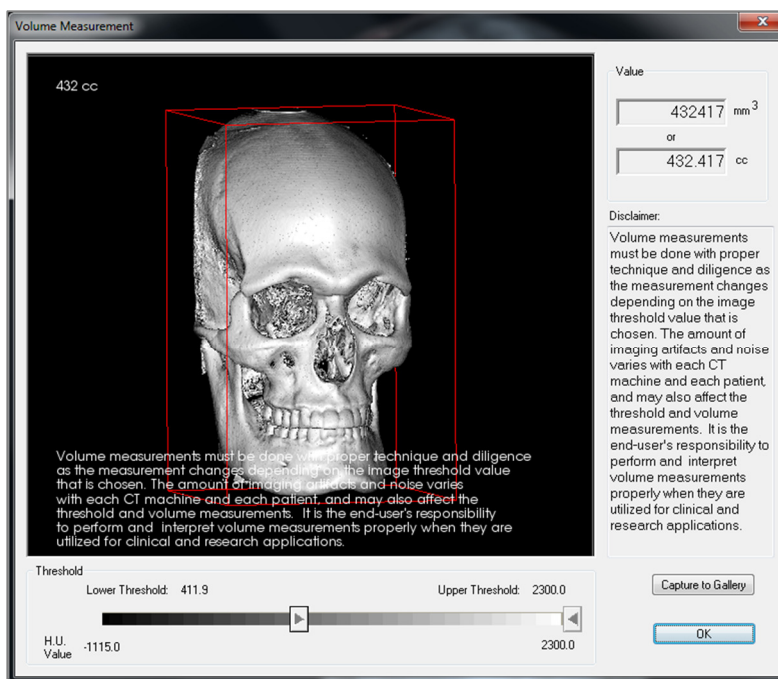 Volume Measurement
432 cc
Volume measurements must be done with proper technique and diligence
as the measurement changes depending on the image threshold value
that is chosen. The amount of imaging artifacts and noise varies
with each CT machine and each patient, and may also affect the
threshold and volume measurements. It is the end-user's responsibility
to perform and interpret volume measurements properly when they are
utilized for clinical and research applications.
Value
432417 mm3
or
432.417 cc
Disclaimer:
Volume measurements
must be done with proper
technique and diligence as
the measurement changes
depending on the image
threshold value that is
chosen. The amount of
imaging artifacts and noise
varies with each CT
machine and each patient,
and may also affect the
threshold and volume
measurements. It is the
end-user's responsibility to
perform and interpret
volume measurements
properly when they are
utilized for clinical and
research applications.
Threshold
Lower Threshold: 411.9 Upper Threshold: 2300.0
H.U.
Value -1115.0 2300.0
Capture to Gallery
OK